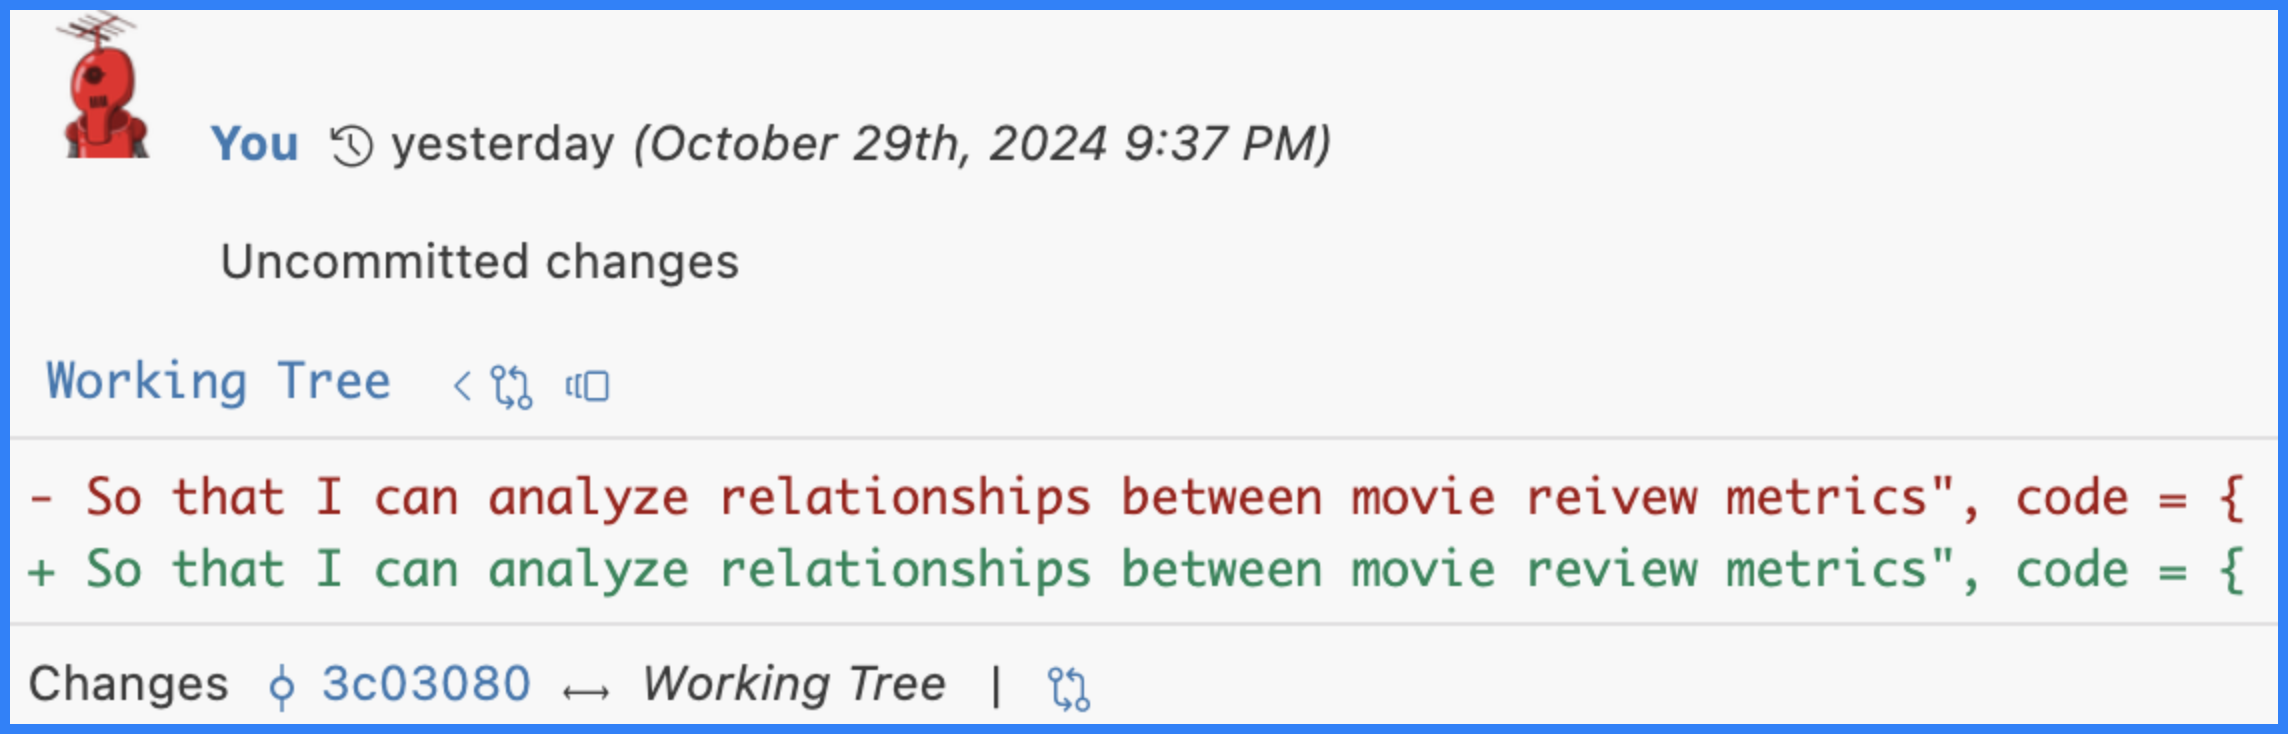 You yesterday (October 29th, 2024 9:37 PM)
Uncommitted changes
Working Tree
- So that I can analyze relationships between movie reivew metrics", code = {
+ So that I can analyze relationships between movie review metrics", code = {
Changes 3c03080 ↔ Working Tree |